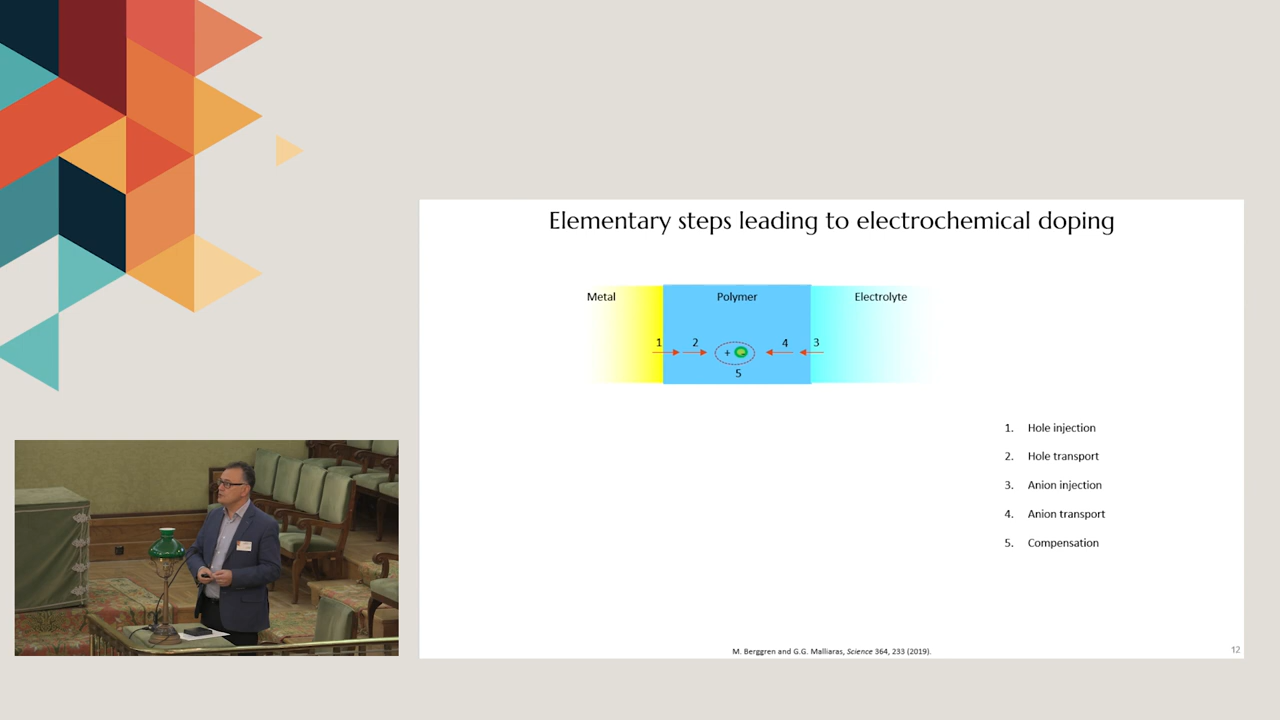 Elementary steps leading to electrochemical doping
Metal
Polymer
Electrolyte
1
2
+
4
3
5
1. Hole injection
2. Hole transport
3. Anion injection
4. Anion transport
5. Compensation
M. Berggren and G.G. Malliaras, Science 364, 233 (2019).
12